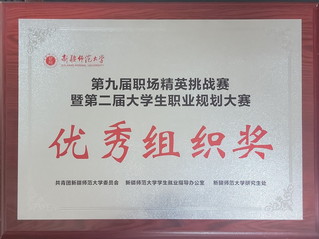 新疆师范大学
第九届职场精英挑战赛
暨第二届大学生职业规划大赛
优秀组织奖
共青团新疆师范大学委员会 新疆师范大学学生就业指导办公室 新疆师范大学研究生处